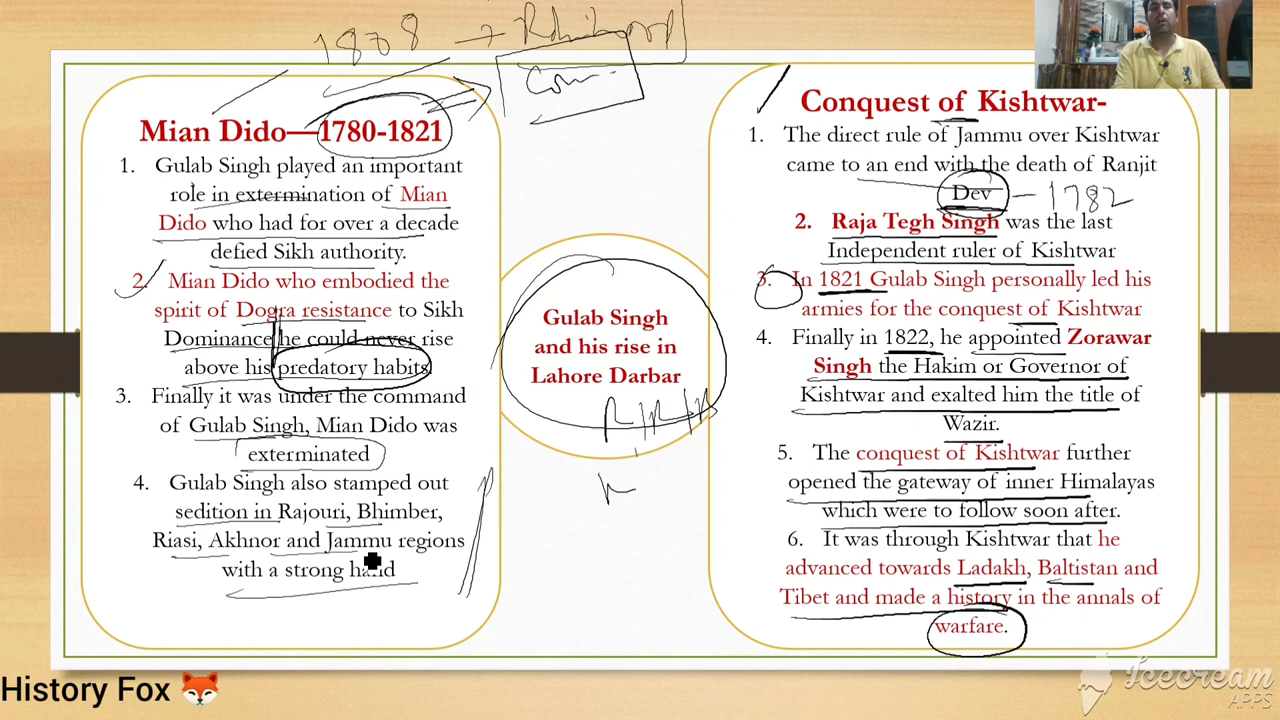 1808
Mian Dido—1780-1821
1. Gulab Singh played an important
role in extermination of Mian
Dido who had for over a decade
defied Sikh authority.
2. Mian Dido who embodied the
spirit of Dogra resistance to Sikh
Dominance he could never rise
above his predatory habits.
3. Finally it was under the command
of Gulab Singh, Mian Dido was
exterminated
4. Gulab Singh also stamped out
sedition in Rajouri, Bhimber,
Riasi, Akhnor and Jammu regions
with a strong hand
Gulab Singh
and his rise in
Lahore Darbar
Conquest of Kishtwar-
1. The direct rule of Jammu over Kishtwar
came to an end with the death of Ranjit
Dev – 1782
2. Raja Tegh Singh was the last
Independent ruler of Kishtwar
3. In 1821 Gulab Singh personally led his
armies for the conquest of Kishtwar
4. Finally in 1822, he appointed Zorawar
Singh the Hakim or Governor of
Kishtwar and exalted him the title of
Wazir.
5. The conquest of Kishtwar further
opened the gateway of inner Himalayas
which were to follow soon after.
6. It was through Kishtwar that he
advanced towards Ladakh, Baltistan and
Tibet and made a history in the annals of
warfare.
History Fox 🦊
Icecream
APPS